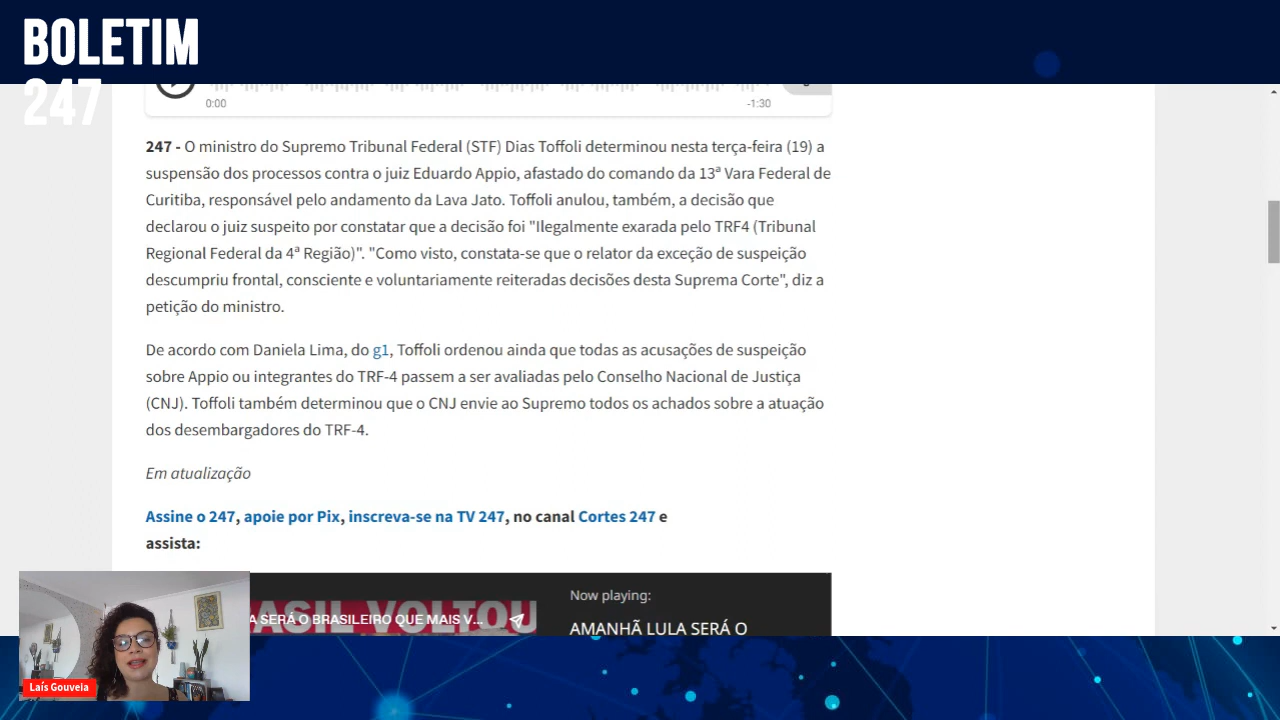 BOLETIM
247
0:00
-1:30
247 - O ministro do Supremo Tribunal Federal (STF) Dias Toffoli determinou nesta terça-feira (19) a
suspensão dos processos contra o juiz Eduardo Appio, afastado do comando da 13ª Vara Federal de
Curitiba, responsável pelo andamento da Lava Jato. Toffoli anulou, também, a decisão que
declarou o juiz suspeito por constatar que a decisão foi "Ilegalmente exarada pelo TRF4 (Tribunal
Regional Federal da 4ª Região)". "Como visto, constata-se que o relator da exceção de suspeição
descumpriu frontal, consciente e voluntariamente reiteradas decisões desta Suprema Corte", diz a
petição do ministro.
De acordo com Daniela Lima, do g1, Toffoli ordenou ainda que todas as acusações de suspeição
sobre Appio ou integrantes do TRF-4 passem a ser avaliadas pelo Conselho Nacional de Justiça
(CNJ). Toffoli também determinou que o CNJ envie ao Supremo todos os achados sobre a atuação
dos desembargadores do TRF-4.
Em atualização
Assine o 247, apoie por Pix, inscreva-se na TV 247, no canal Cortes 247 e
assista:
Now playing:
A SERÁ O BRASILEIRO QUE MAIS V...
AMANHÃ LULA SERÁ O
ASIL VOLTOU
Laís Gouveia